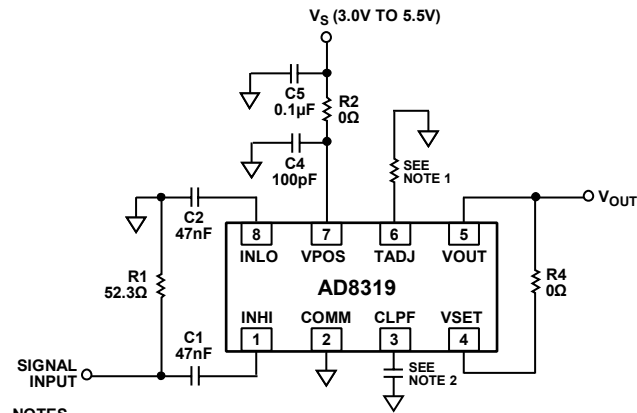 VS (3.0V TO 5.5V)
C5
0.1µF
R2
0Ω
C4
100pF
SEE
NOTE 1
C2
47nF
VOUT
8
7
6
5
INLO
VPOS
TADJ
VOUT
R1
52.3Ω
AD8319
R4
0Ω
INHI
COMM
CLPF
VSET
1
2
3
4
C1
47nF
SIGNAL
INPUT
SEE
NOTE 2
NOTES